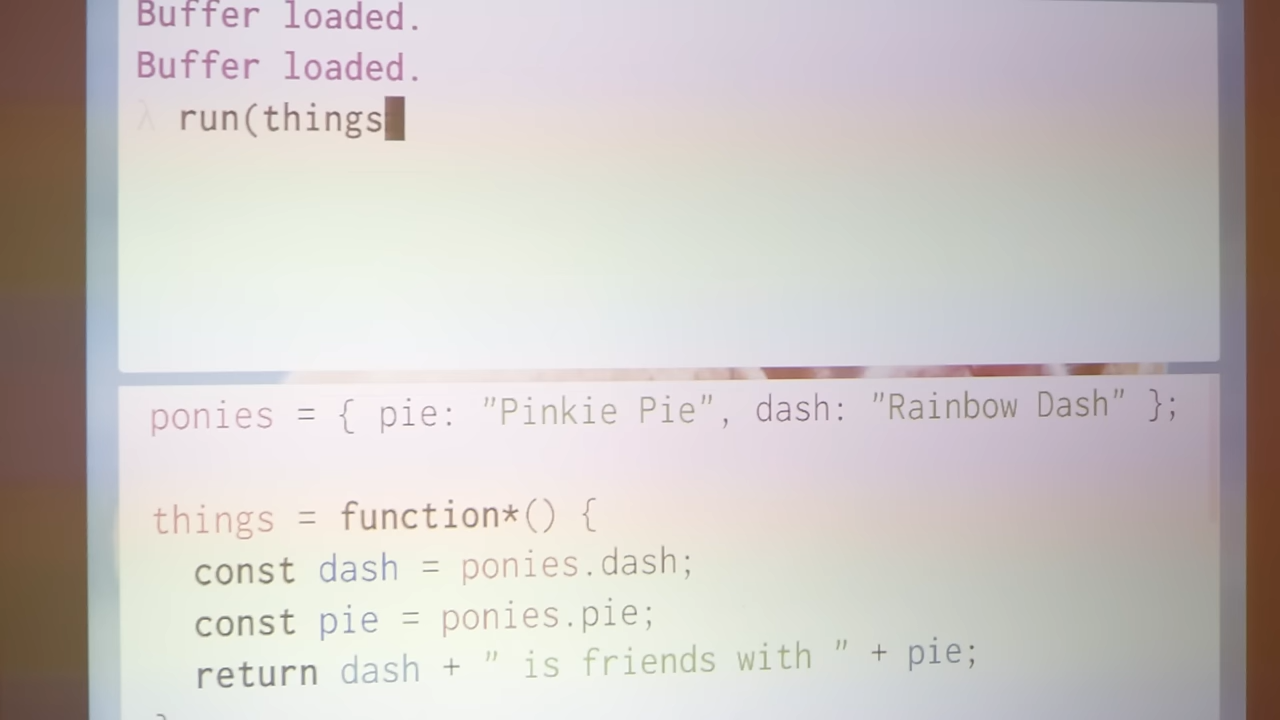 Buffer loaded.
Buffer loaded.
λ run(things
ponies = { pie: "Pinkie Pie", dash: "Rainbow Dash" };
things = function*() {
const dash = ponies.dash;
const pie = ponies.pie;
return dash + " is friends with " + pie;
}